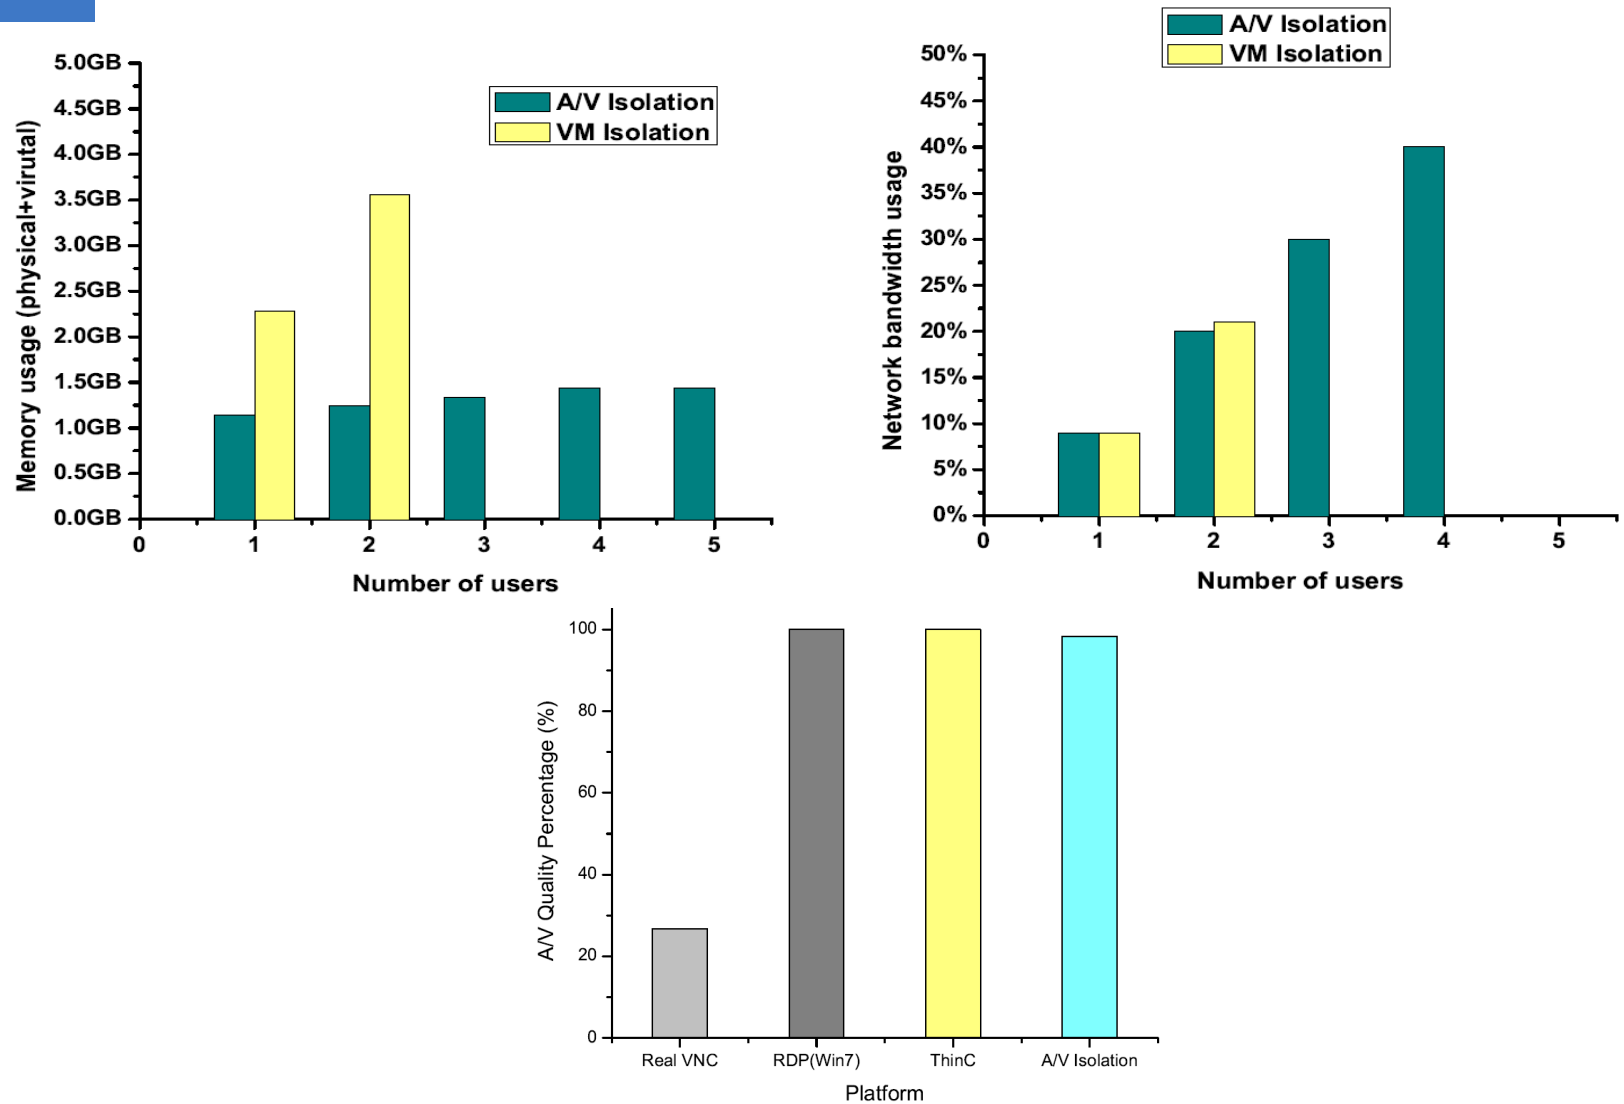 A/V Isolation
VM Isolation
5.0GB
4.5GB
4.0GB
3.5GB
3.0GB
2.5GB
2.0GB
1.5GB
1.0GB
0.5GB
0.0GB
Memory usage (physical+virutal)
0 1 2 3 4 5
Number of users
A/V Isolation
VM Isolation
50%
45%
40%
35%
30%
25%
20%
15%
10%
5%
0%
Network bandwidth usage
0 1 2 3 4 5
Number of users
100
80
60
40
20
0
A/V Quality Percentage (%)
Real VNC RDP(Win7) ThinC A/V Isolation
Platform